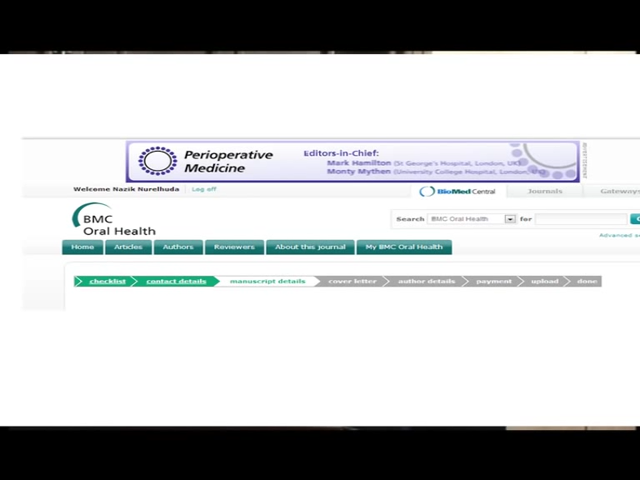 Perioperative
Medicine
Editors-in-Chief:
Mark Hamilton (St George's Hospital, London, UK)
Monty Mythen (University College Hospital, London,
Welcome Nazik Nurelhuda Log off
BioMed Central Journals Gateways
BMC
Oral Health
Search BMC Oral Health for
Advanced
Home Articles Authors Reviewers About this journal My BMC Oral Health
checklist contact details manuscript details cover letter author details payment upload done